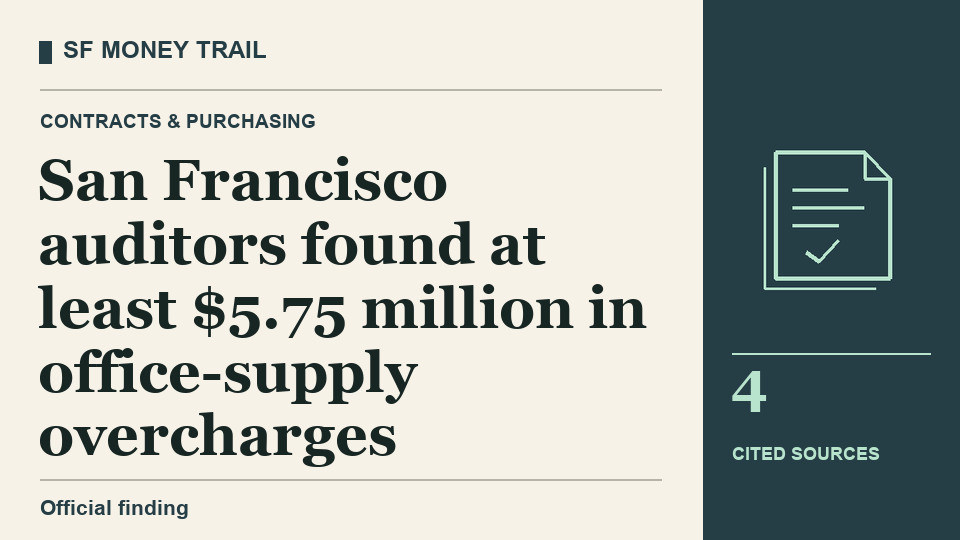 SF MONEY TRAIL
CONTRACTS & PURCHASING
San Francisco
auditors found at
least $5.75 million in
office-supply
overcharges
Official finding
4
CITED SOURCES